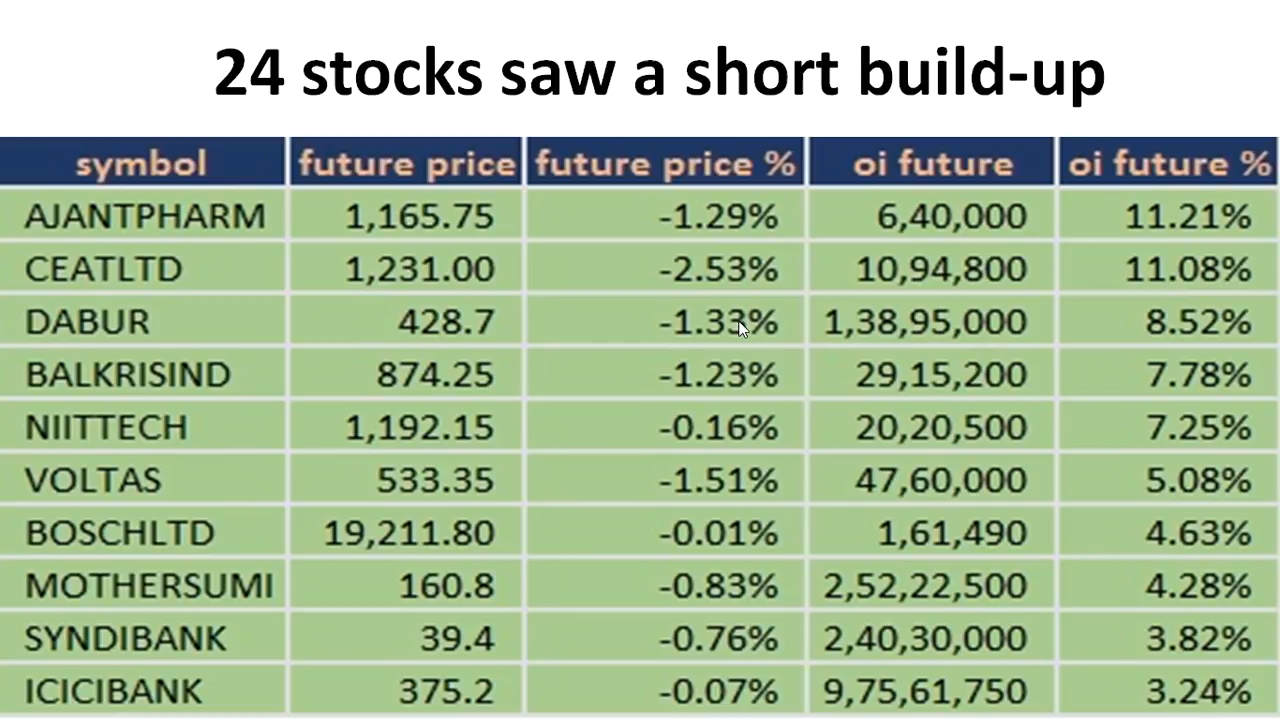 24 stocks saw a short build-up
symbol future price future price % oi future oi future %
AJANTPHARM 1,165.75 -1.29% 6,40,000 11.21%
CEATLTD 1,231.00 -2.53% 10,94,800 11.08%
DABUR 428.7 -1.33% 1,38,95,000 8.52%
BALKRISIND 874.25 -1.23% 29,15,200 7.78%
NIITTECH 1,192.15 -0.16% 20,20,500 7.25%
VOLTAS 533.35 -1.51% 47,60,000 5.08%
BOSCHLTD 19,211.80 -0.01% 1,61,490 4.63%
MOTHERSUMI 160.8 -0.83% 2,52,22,500 4.28%
SYNDIBANK 39.4 -0.76% 2,40,30,000 3.82%
ICICIBANK 375.2 -0.07% 9,75,61,750 3.24%